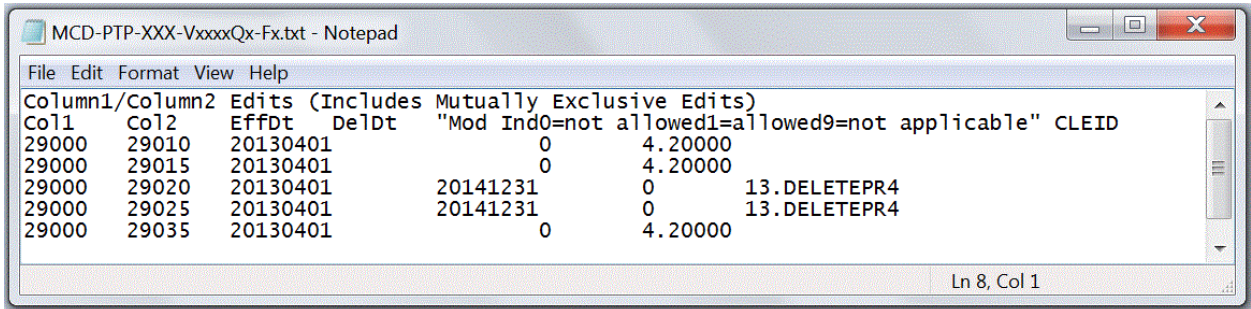 MCD-PTP-XXX-VxxxxQx-Fx.txt - Notepad
File Edit Format View Help
Column1/Column2 Edits (Includes Mutually Exclusive Edits)
Col1 Col2 EffDt DelDt "Mod Ind0=not allowed1=allowed9=not applicable" CLEID
29000 29010 20130401 0 4.20000
29000 29015 20130401 0 4.20000
29000 29020 20130401 20141231 0 13.DELETEPR4
29000 29025 20130401 20141231 0 13.DELETEPR4
29000 29035 20130401 0 4.20000
Ln 8, Col 1